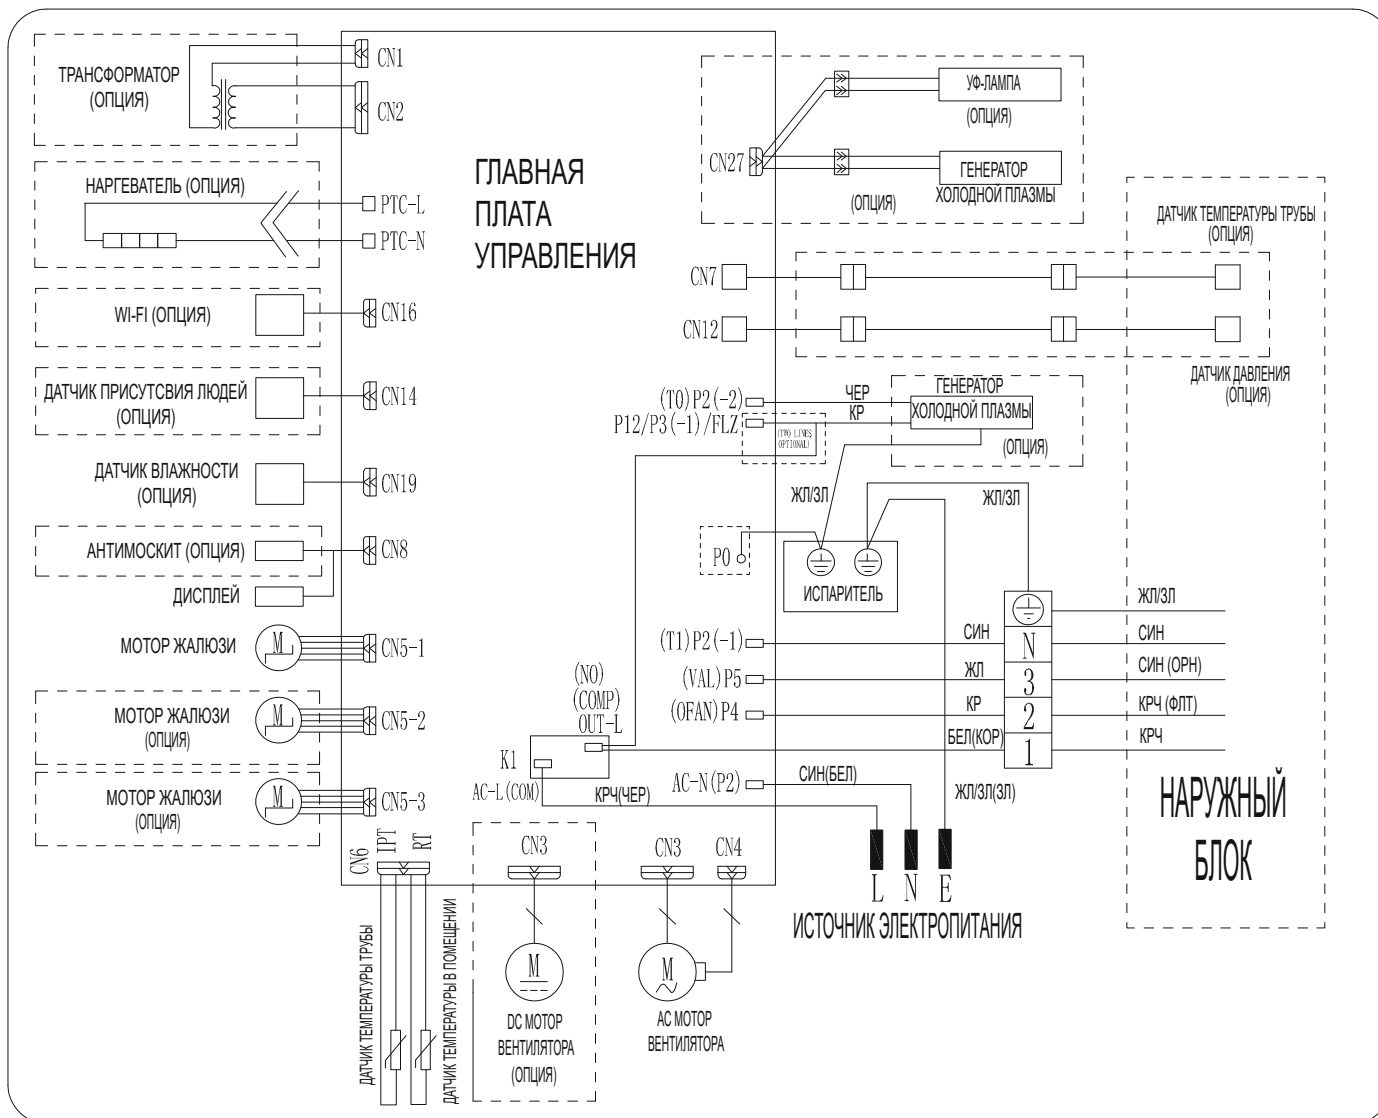 ТРАНСФОРМАТОР
(ОПЦИЯ)
CN1
CN2
НАРГЕВАТЕЛЬ (ОПЦИЯ)
PTC-L
PTC-N
WI-FI (ОПЦИЯ)
CN16
ДАТЧИК ПРИСУТСВИЯ ЛЮДЕЙ
(ОПЦИЯ)
CN14
ДАТЧИК ВЛАЖНОСТИ
(ОПЦИЯ)
CN19
АНТИМОСКИТ (ОПЦИЯ)
CN8
ДИСПЛЕЙ
МОТОР ЖАЛЮЗИ
M
CN5-1
МОТОР ЖАЛЮЗИ
(ОПЦИЯ)
M
CN5-2
МОТОР ЖАЛЮЗИ
(ОПЦИЯ)
M
CN5-3
ГЛАВНАЯ
ПЛАТА
УПРАВЛЕНИЯ
CN27
УФ-ЛАМПА
(ОПЦИЯ)
ГЕНЕРАТОР
ХОЛОДНОЙ ПЛАЗМЫ
(ОПЦИЯ)
ДАТЧИК ТЕМПЕРАТУРЫ ТРУБЫ
(ОПЦИЯ)
CN7
CN12
ДАТЧИК ДАВЛЕНИЯ
(ОПЦИЯ)
(T0)P2(-2)
ЧЕР
P12/P3(-1)/FLZ
КР
(TWO LINES
OPTIONAL)
ГЕНЕРАТОР
ХОЛОДНОЙ ПЛАЗМЫ
(ОПЦИЯ)
ЖЛ/ЗЛ
ЖЛ/ЗЛ
P0
ИСПАРИТЕЛЬ
ЖЛ/ЗЛ
(T1)P2(-1)
СИН
N
СИН
(VAL)P5
ЖЛ
3
СИН (ОРН)
(OFAN)P4
КР
2
КРЧ (ФЛТ)
БЕЛ(КОР)
1
КРЧ
(NO)
(COMP)
OUT-L
K1
AC-L(COM)
КРЧ(ЧЕР)
AC-N(P2)
СИН(БЕЛ)
ЖЛ/ЗЛ(ЗЛ)
L
N
E
ИСТОЧНИК ЭЛЕКТРОПИТАНИЯ
НАРУЖНЫЙ
БЛОК
CN6
IPT
RT
ДАТЧИК ТЕМПЕРАТУРЫ ТРУБЫ
ДАТЧИК ТЕМПЕРАТУРЫ В ПОМЕЩЕНИИ
CN3
M
DC МОТОР
ВЕНТИЛЯТОРА
(ОПЦИЯ)
CN3
CN4
M
AC МОТОР
ВЕНТИЛЯТОРА